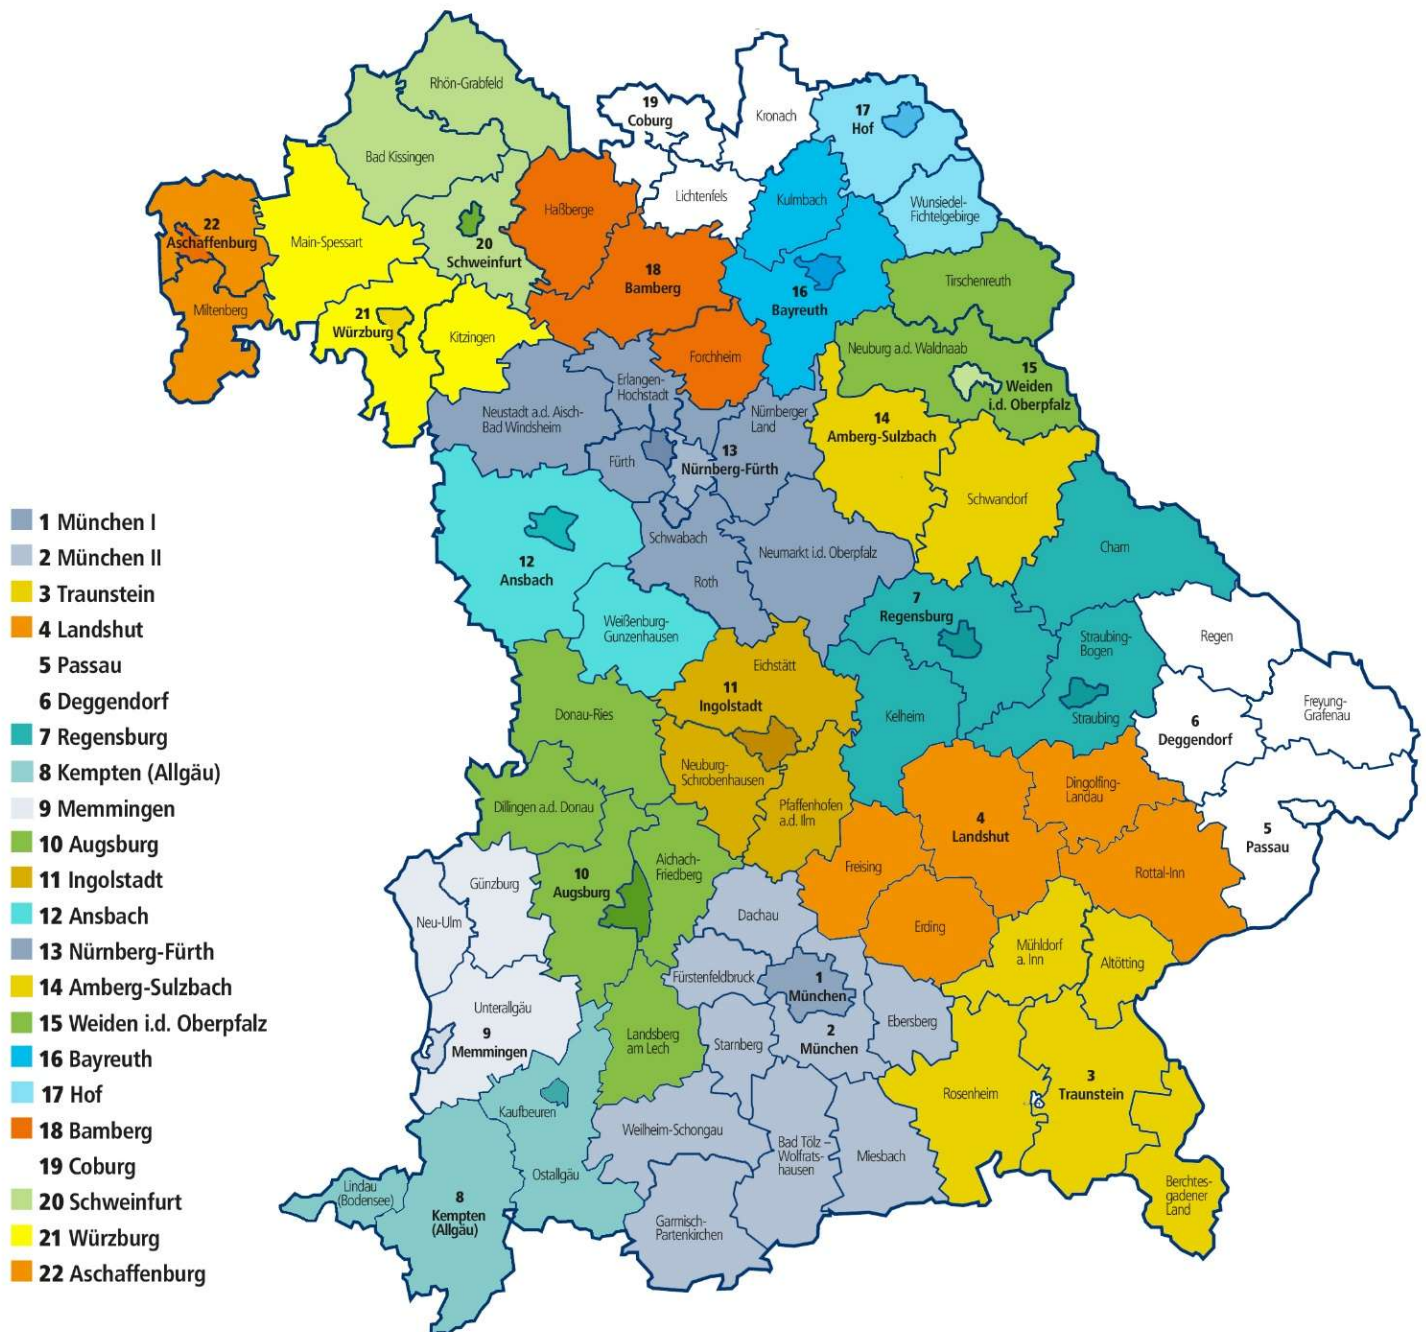 Rhön-Grabfeld
19
Coburg
Kronach
17
Hof
Bad Kissingen
Lichtenfels
Kulmbach
Wunsiedel-
Fichtelgebirge
22
Aschaffenburg
Main-Spessart
20
Schweinfurt
Haßberge
18
Bamberg
16
Bayreuth
Tirschenreuth
Miltenberg
21
Würzburg
Kitzingen
Forchheim
Neuburg a.d. Waldnaab
15
Weiden
i.d. Oberpfalz
Neustadt a.d. Aisch-
Bad Windsheim
Erlangen-
Hochstadt
Nürnberger
Land
14
Amberg-Sulzbach
Fürth
13
Nürnberg-Fürth
Schwandorf
12
Ansbach
Schwabach
Roth
Neumarkt i.d. Oberpfalz
Cham
Weißenburg-
Gunzenhausen
7
Regensburg
Straubing-
Bogen
Regen
Eichstätt
11
Ingolstadt
Donau-Ries
Kelheim
Straubing
6
Deggendorf
Freyung-
Grafenau
Neuburg-
Schrobenhausen
Pfaffenhofen
a.d. Ilm
Dingolfing-
Landau
Dillingen a.d. Donau
4
Landshut
5
Passau
Günzburg
10
Augsburg
Aichach-
Friedberg
Freising
Rottal-Inn
Neu-Ulm
Dachau
Erding
Mühldorf
a. Inn
Altötting
Fürstenfeldbruck
1
München
Unterallgäu
9
Memmingen
Landsberg
am Lech
Starnberg
2
München
Ebersberg
Kaufbeuren
Weilheim-Schongau
Bad Tölz –
Wolfrats-
hausen
Miesbach
Rosenheim
3
Traunstein
Lindau
(Bodensee)
8
Kempten
(Allgäu)
Ostallgäu
Garmisch-
Partenkirchen
Berchtes-
gadener
Land
1 München I
2 München II
3 Traunstein
4 Landshut
5 Passau
6 Deggendorf
7 Regensburg
8 Kempten (Allgäu)
9 Memmingen
10 Augsburg
11 Ingolstadt
12 Ansbach
13 Nürnberg-Fürth
14 Amberg-Sulzbach
15 Weiden i.d. Oberpfalz
16 Bayreuth
17 Hof
18 Bamberg
19 Coburg
20 Schweinfurt
21 Würzburg
22 Aschaffenburg